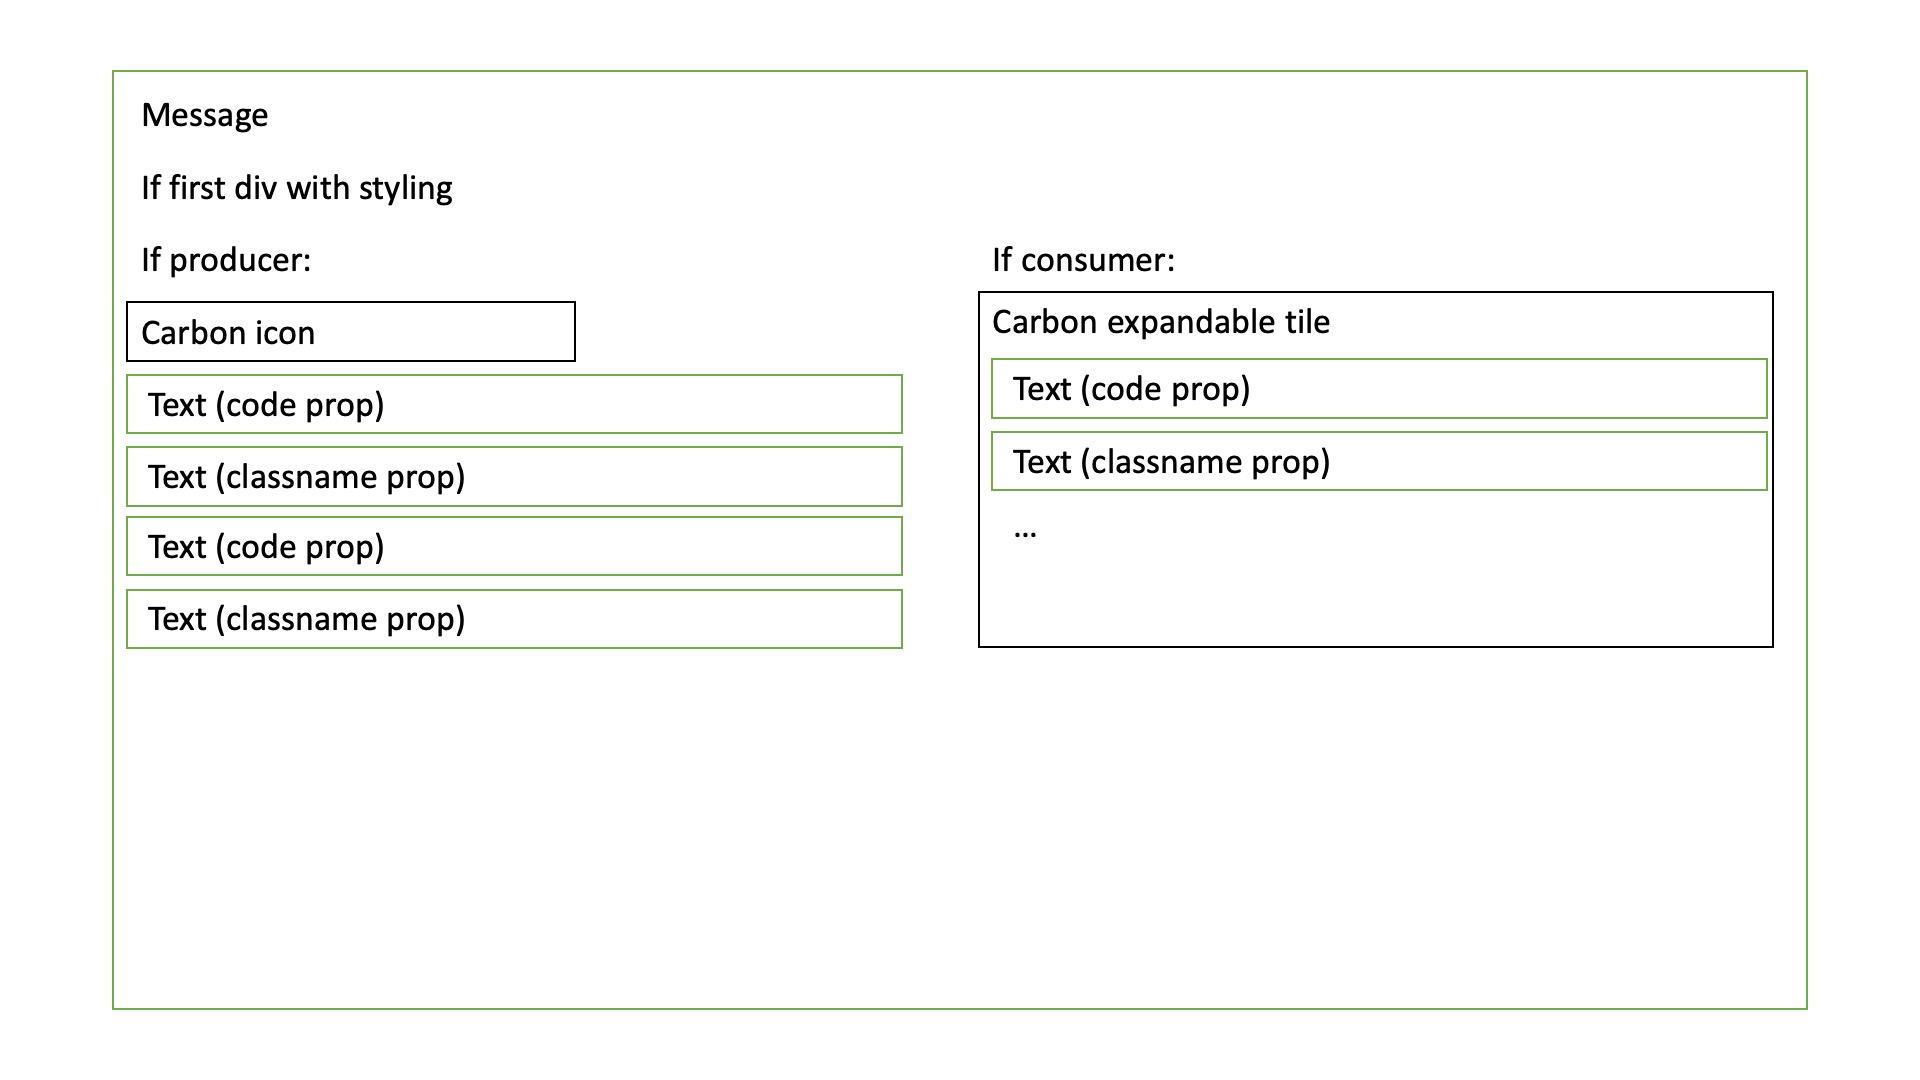 Message
If first div with styling
If producer:
Carbon icon
Text (code prop)
Text (classname prop)
Text (code prop)
Text (classname prop)
If consumer:
Carbon expandable tile
Text (code prop)
Text (classname prop)
...